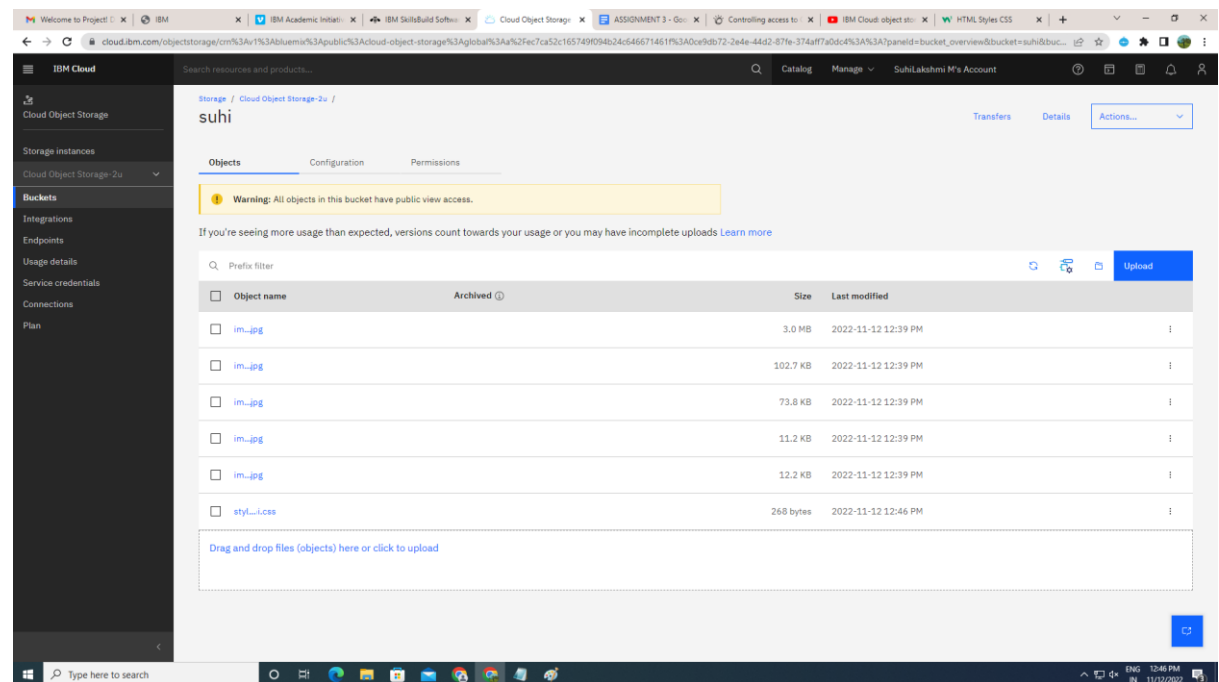 Welcome to Project! D
IBM
IBM Academic Initiativ
IBM SkillsBuild Softwa
Cloud Object Storage
ASSIGNMENT 3 - Goo
Controlling access to
IBM Cloud: object stor
HTML Styles CSS
IBM Cloud
Search resources and products...
Catalog
Manage
SuhiLakshmi M's Account
Cloud Object Storage
Storage instances
Cloud Object Storage-2u
Buckets
Integrations
Endpoints
Usage details
Service credentials
Connections
Plan
Storage / Cloud Object Storage-2u /
suhi
Transfers
Details
Actions...
Objects
Configuration
Permissions
Warning: All objects in this bucket have public view access.
If you're seeing more usage than expected, versions count towards your usage or you may have incomplete uploads Learn more
Prefix filter
Upload
Object name Archived Size Last modified
im...jpg 3.0 MB 2022-11-12 12:39 PM
im...jpg 102.7 KB 2022-11-12 12:39 PM
im...jpg 73.8 KB 2022-11-12 12:39 PM
im...jpg 11.2 KB 2022-11-12 12:39 PM
im...jpg 12.2 KB 2022-11-12 12:39 PM
styl...i.css 268 bytes 2022-11-12 12:46 PM
Drag and drop files (objects) here or click to upload
Type here to search
ENG 12:46 PM
IN 11/12/2022